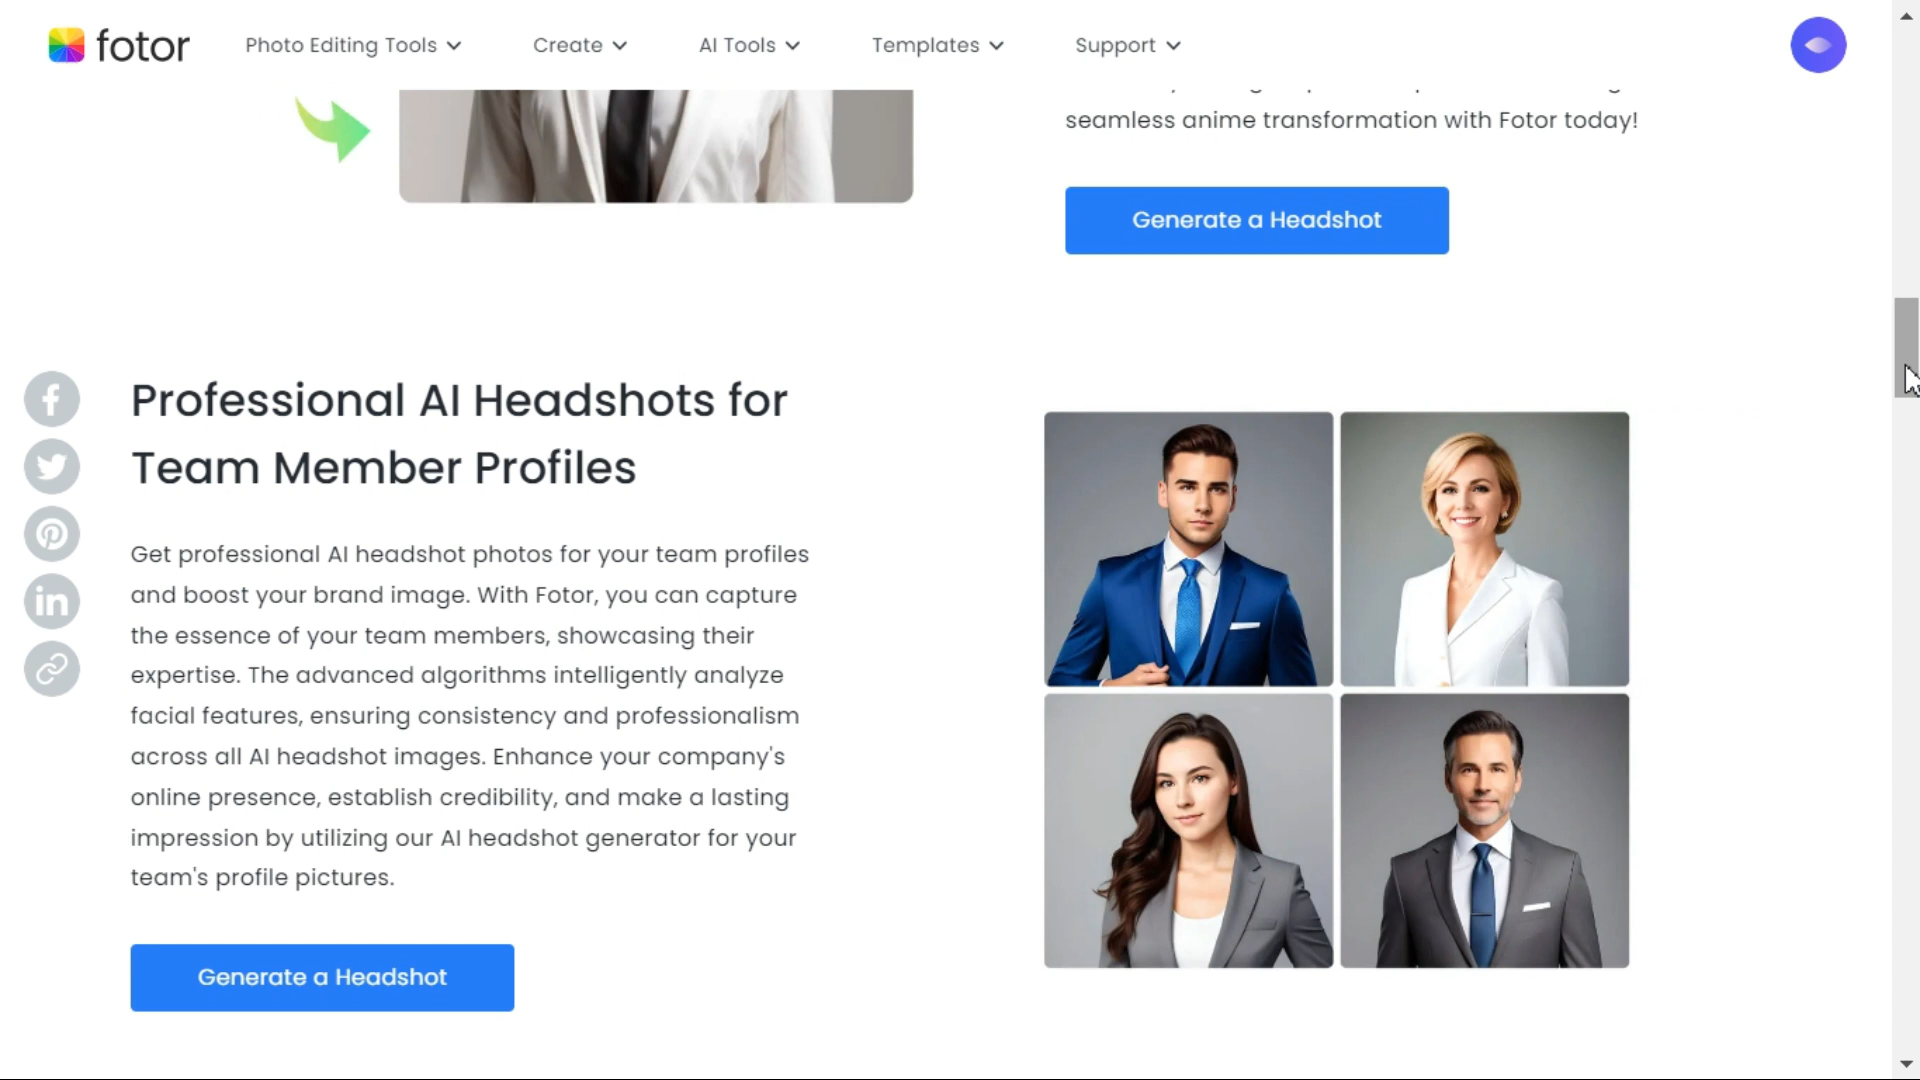 fotor
Photo Editing Tools
Create
AI Tools
Templates
Support
seamless anime transformation with Fotor today!
Generate a Headshot
Professional AI Headshots for
Team Member Profiles
Get professional AI headshot photos for your team profiles
and boost your brand image. With Fotor, you can capture
the essence of your team members, showcasing their
expertise. The advanced algorithms intelligently analyze
facial features, ensuring consistency and professionalism
across all AI headshot images. Enhance your company's
online presence, establish credibility, and make a lasting
impression by utilizing our AI headshot generator for your
team's profile pictures.
Generate a Headshot